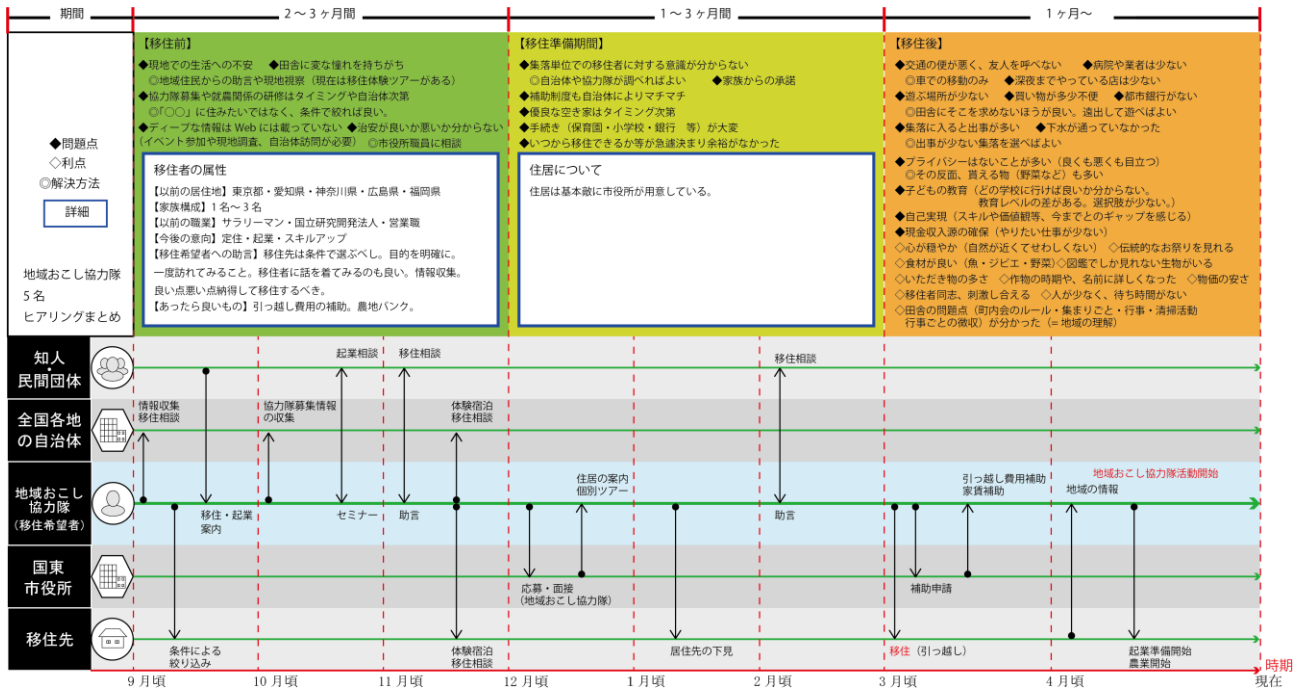 期間
2～3ヶ月間
1～3ヶ月間
1ヶ月～
◆問題点
◇利点
◎解決方法
詳細
地域おこし協力隊
5名
ヒアリングまとめ
【移住前】
◆現地での生活への不安　◆田舎に変な憧れを持ちがち
◎地域住民からの助言や現地視察（現在は移住体験ツアーがある）
◆協力隊募集や就農関係の研修はタイミングや自治体次第
◎「○○」に住みたいではなく、条件で絞れば良い。
◆ディープな情報は Web には載っていない ◆治安が良いか悪いか分からない
（イベント参加や現地調査、自治体訪問が必要）　◎市役所職員に相談
移住者の属性
【以前の居住地】東京都・愛知県・神奈川県・広島県・福岡県
【家族構成】1名～3名
【以前の職業】サラリーマン・国立研究開発法人・営業職
【今後の意向】定住・起業・スキルアップ
【移住希望者への助言】移住先は条件で選ぶべし。目的を明確に。
一度訪れてみること。移住者に話を着てみるのも良い。情報収集。
良い点悪い点納得して移住するべき。
【あったら良いもの】引っ越し費用の補助。農地バンク。
【移住準備期間】
◆集落単位での移住者に対する意識が分からない
◎自治体や協力隊が調べればよい　◆家族からの承諾
◆補助制度も自治体によりマチマチ
◆優良な空き家はタイミング次第
◆手続き（保育園・小学校・銀行　等）が大変
◆いつから移住できるか等が急遽決まり余裕がなかった
住居について
住居は基本敵に市役所が用意している。
【移住後】
◆交通の便が悪く、友人を呼べない　◆病院や業者は少ない
◎車での移動のみ　◆深夜までやっている店は少ない
◆遊ぶ場所が少ない　◆買い物が多少不便　◆都市銀行がない
◎田舎にそこを求めないほうが良い。遠出して遊べばよい
◆集落に入ると出事が多い　◆下水が通っていなかった
◎出事が少ない集落を選べばよい
◆プライバシーはないことが多い（良くも悪くも目立つ）
◎その反面、貰える物（野菜など）も多い
◆子どもの教育（どの学校に行けば良いか分からない。
教育レベルの差がある。選択肢が少ない。）
◆自己実現（スキルや価値観等、今までとのギャップを感じる）
◆現金収入源の確保（やりたい仕事が少ない）
◇心が穏やか（自然が近くてせわしくない）　◇伝統的なお祭りを見れる
◇食材が良い（魚・ジビエ・野菜）◇図鑑でしか見れない生物がいる
◇いただき物の多さ　◇作物の時期や、名前に詳しくなった　◇物価の安さ
◇移住者同志、刺激し合える　◇人が少なく、待ち時間がない
◇田舎の問題点（町内会のルール・集まりごと・行事・清掃活動
行事ごとの徴収）が分かった（=地域の理解）
知人
・
民間団体
起業相談
移住相談
移住相談
全国各地
の自治体
情報収集
移住相談
協力隊募集情報
の収集
体験宿泊
移住相談
地域おこし
協力隊
（移住希望者）
移住・起業
案内
セミナー
助言
住居の案内
個別ツアー
助言
引っ越し費用補助
家賃補助
地域おこし協力隊活動開始
地域の情報
国東
市役所
応募・面接
（地域おこし協力隊）
補助申請
移住先
条件による
絞り込み
体験宿泊
移住相談
居住先の下見
移住（引っ越し）
起業準備開始
農業開始
時期
9月頃
10月頃
11月頃
12月頃
1月頃
2月頃
3月頃
4月頃
現在